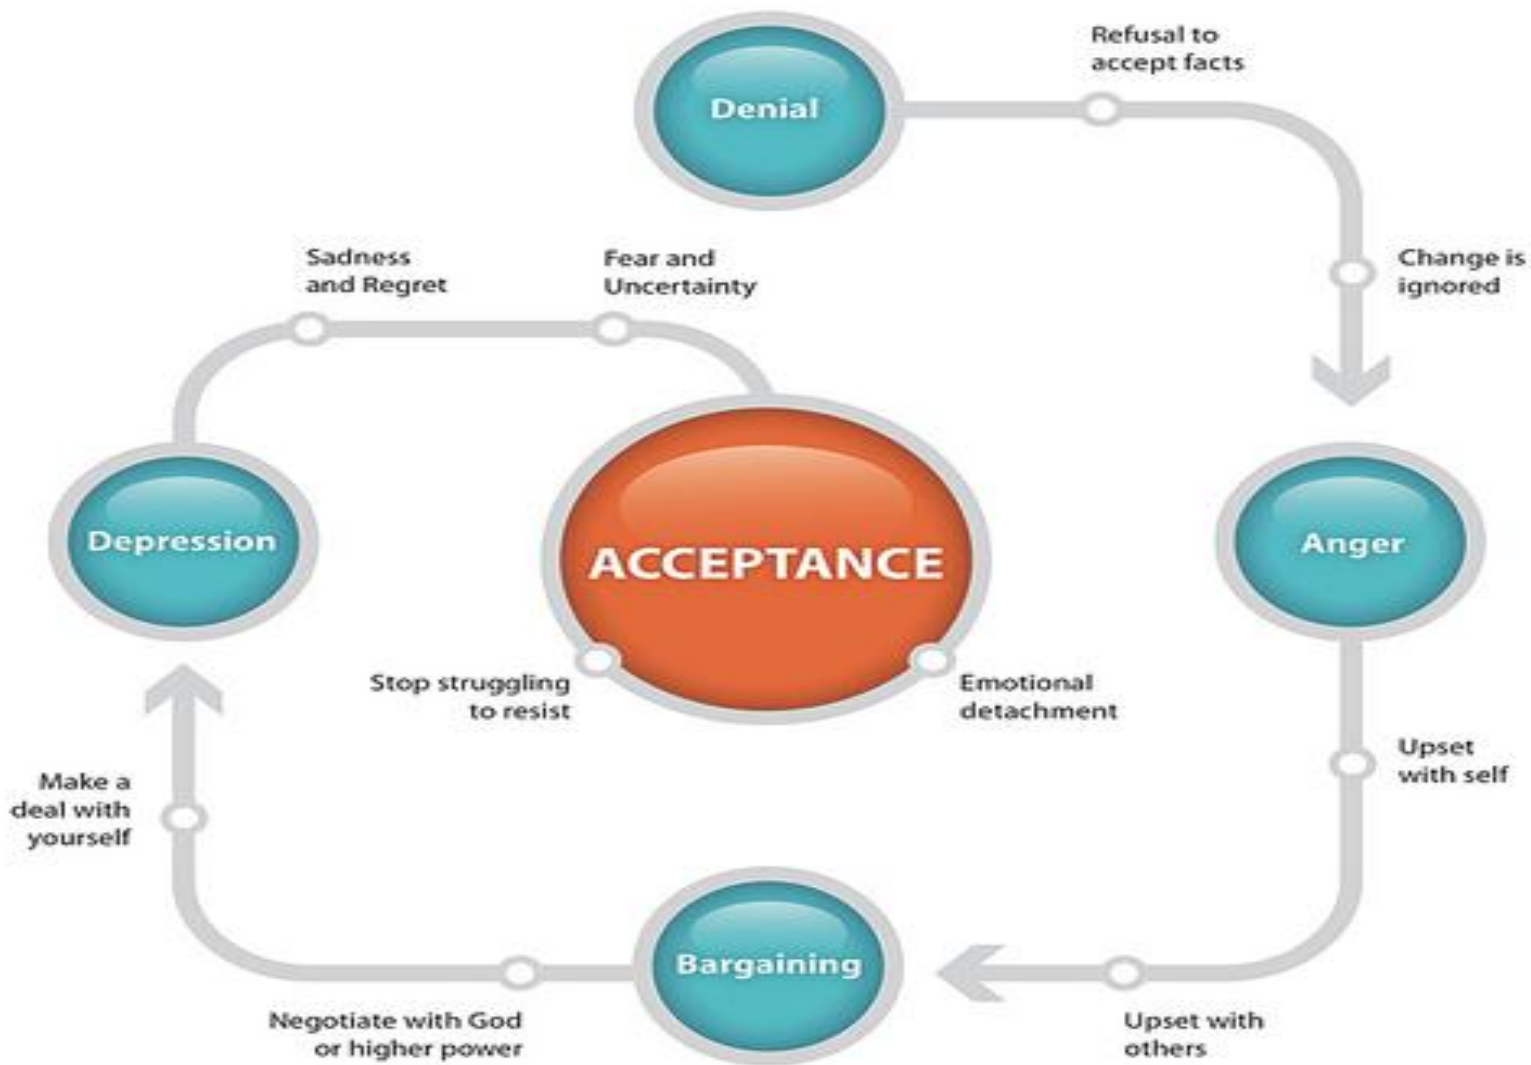 Denial
Refusal to
accept facts
Change is
ignored
Anger
Upset
with self
Upset with
others
Bargaining
Negotiate with God
or higher power
Make a
deal with
yourself
Depression
Sadness
and Regret
Fear and
Uncertainty
ACCEPTANCE
Stop struggling
to resist
Emotional
detachment